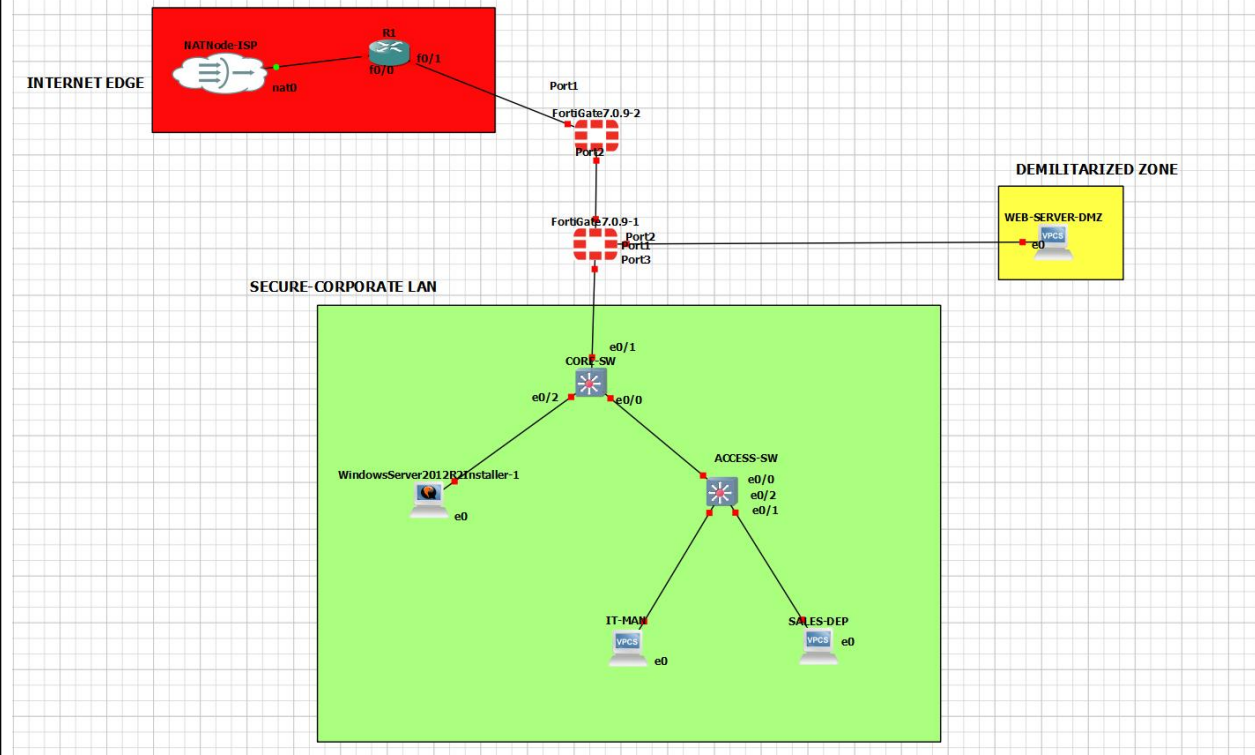 R1
NATNode-ISP
f0/1
f0/0
INTERNET EDGE
nat0
Port1
FortiGate7.0.9-2
Port2
DEMILITARIZED ZONE
WEB-SERVER-DMZ
FortiGate7.0.9-1
Port2
VPCS
Port1
e0
Port3
SECURE-CORPORATE LAN
e0/1
CORE-SW
e0/2
e0/0
ACCESS-SW
WindowsServer2012R2Installer-1
e0/0
e0/2
e0/1
e0
IT-MAN
SALES-DEP
VPCS
VPCS
e0
e0